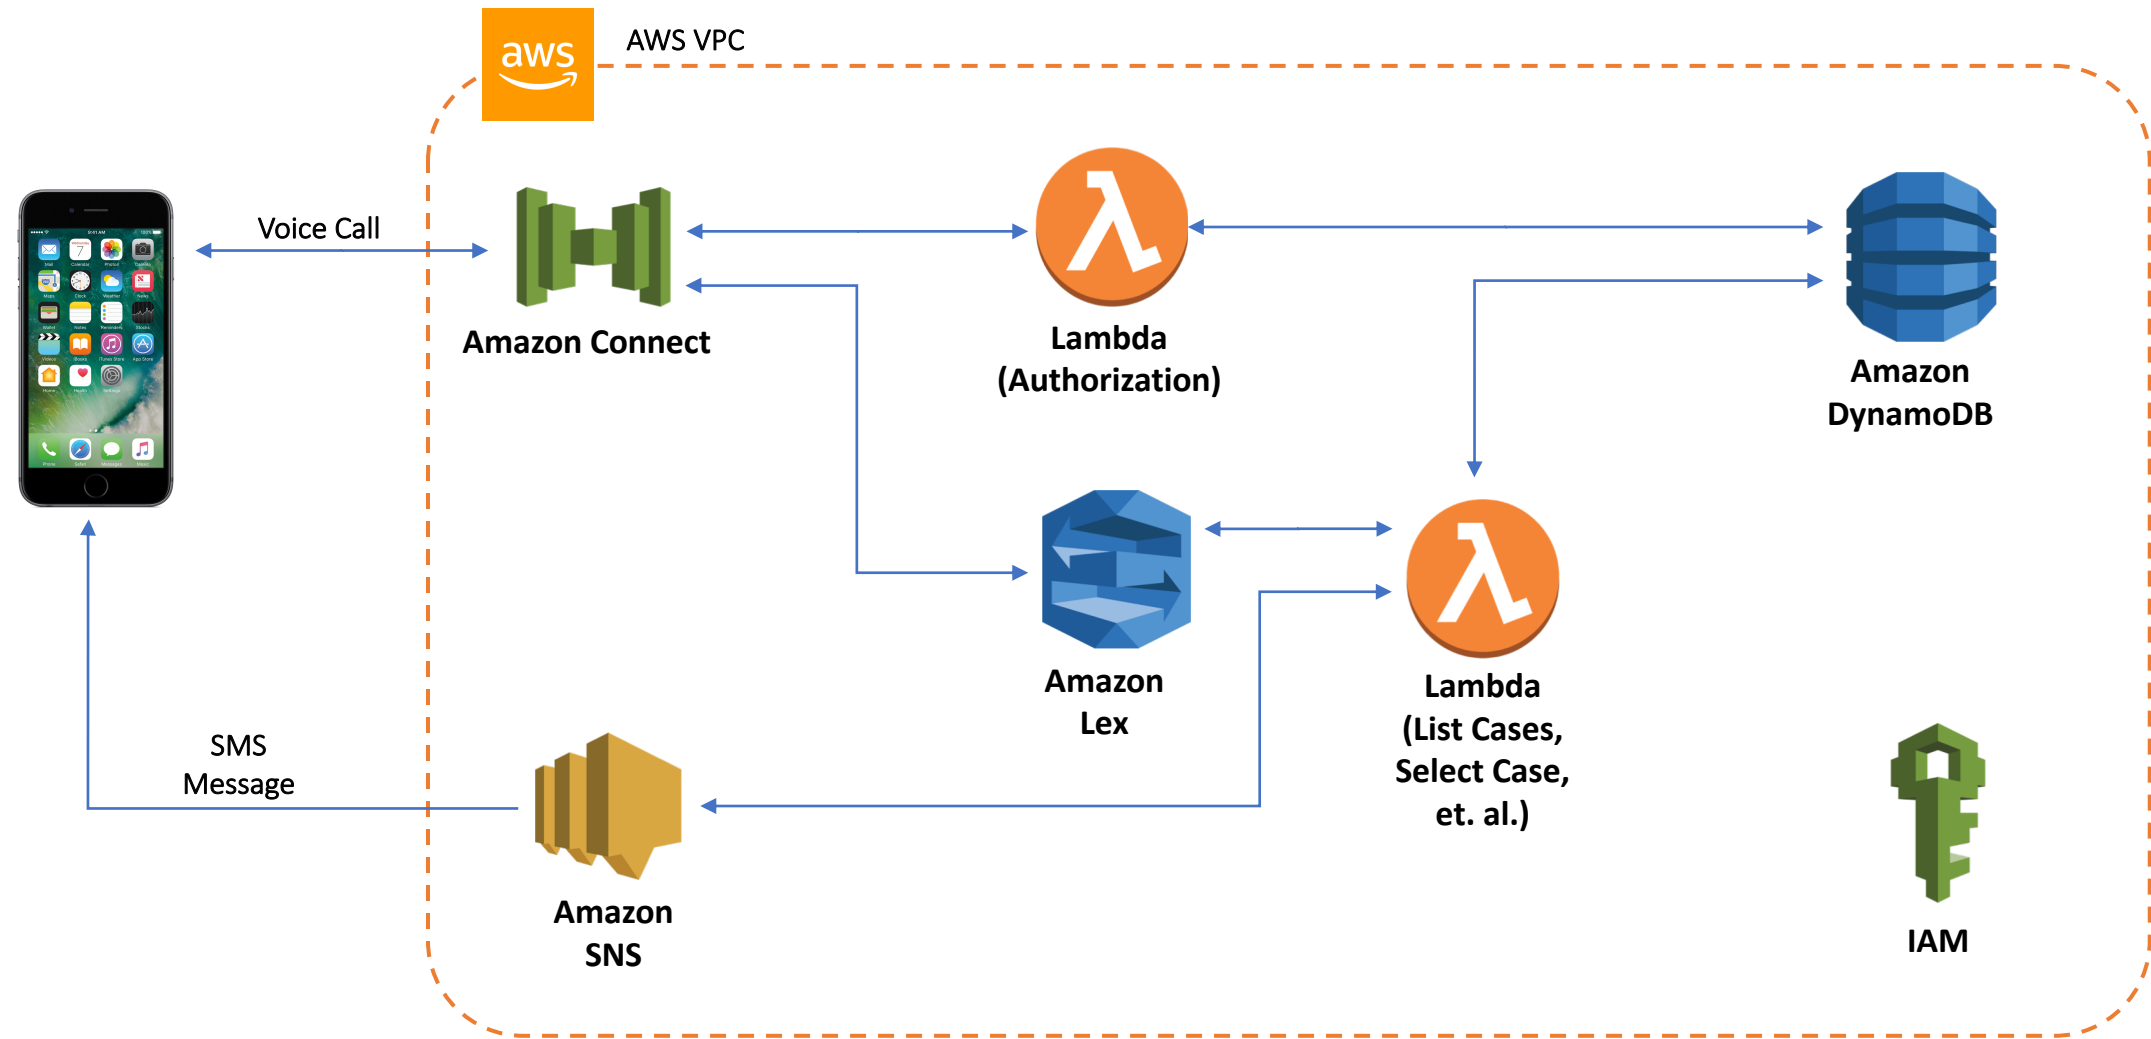 aws
AWS VPC
Voice Call
Amazon Connect
Lambda
(Authorization)
Amazon
DynamoDB
Amazon
Lex
Lambda
(List Cases,
Select Case,
et. al.)
SMS
Message
Amazon
SNS
IAM